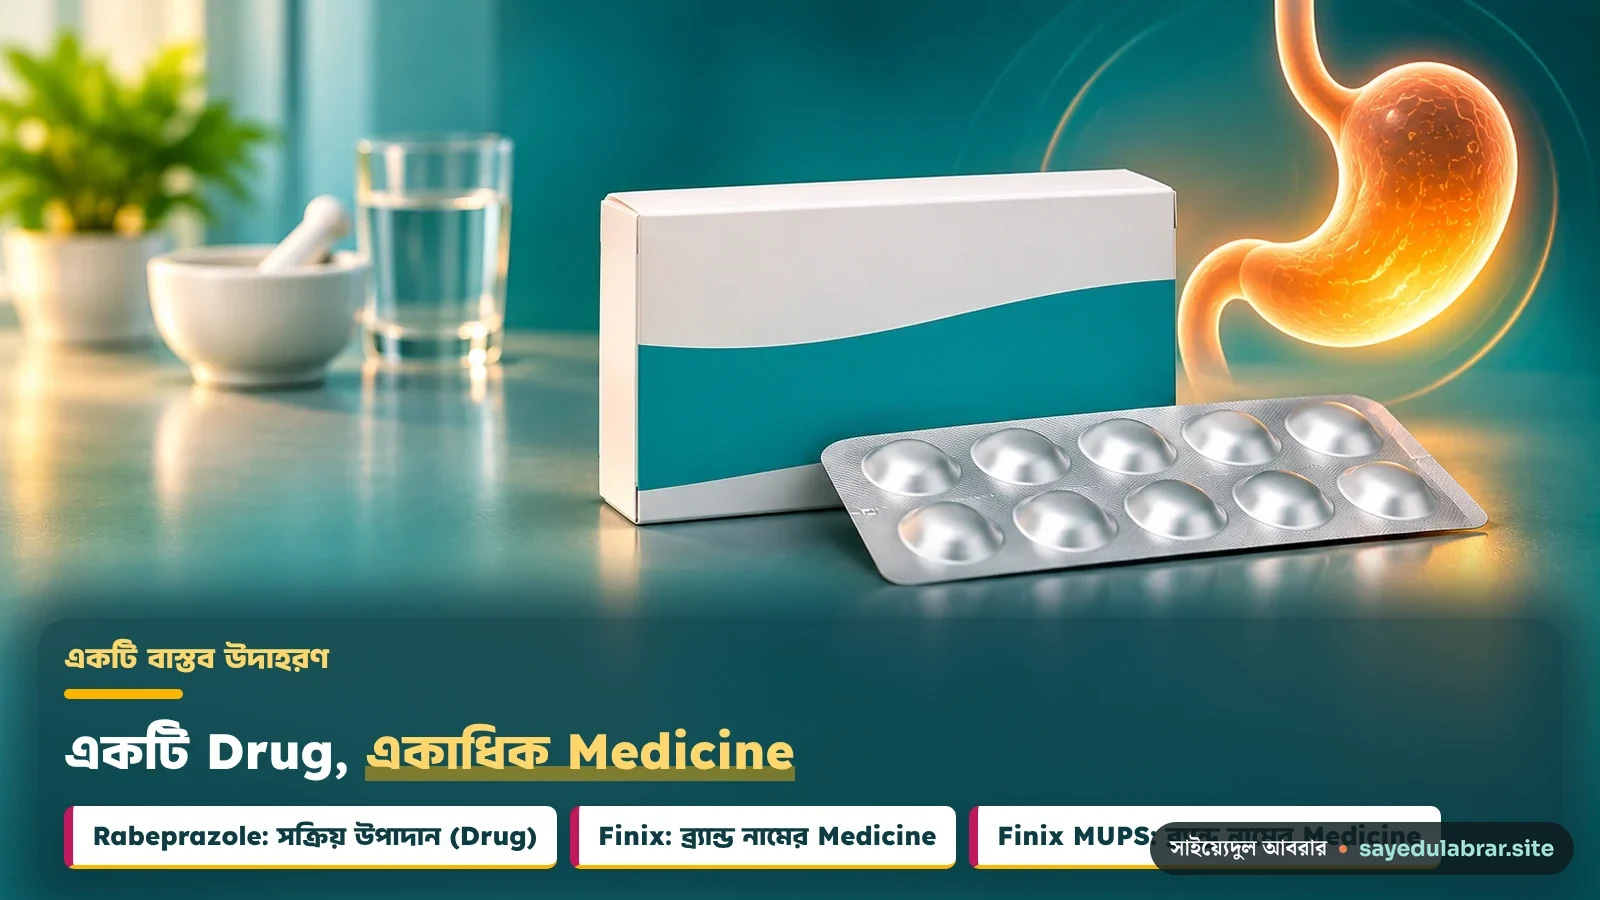 একটি বাস্তব উদাহরণ
একটি Drug, একাধিক Medicine
Rabeprazole: সক্রিয় উপাদান (Drug)
Finix: ব্র্যান্ড নামের Medicine
Finix MUPS: ব্র্যান্ড নামের Medicine
সাইয়্যেদুল আবরার • sayedulabrar.site